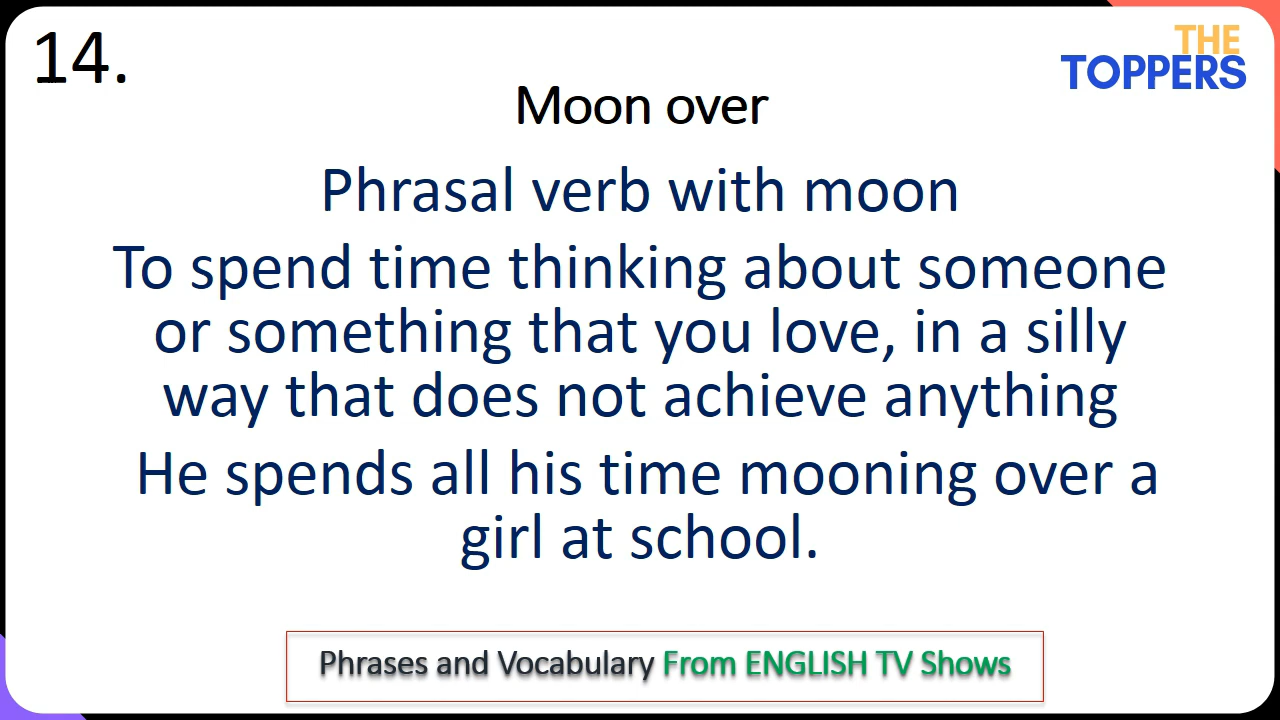 14.
THE
TOPPERS
Moon over
Phrasal verb with moon
To spend time thinking about someone
or something that you love, in a silly
way that does not achieve anything
He spends all his time mooning over a
girl at school.
Phrases and Vocabulary From ENGLISH TV Shows